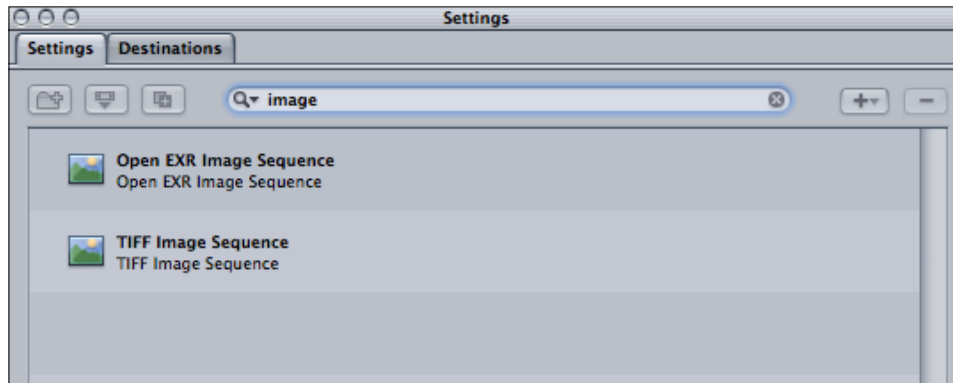 Settings
Settings Destinations
image
Open EXR Image Sequence
Open EXR Image Sequence
TIFF Image Sequence
TIFF Image Sequence